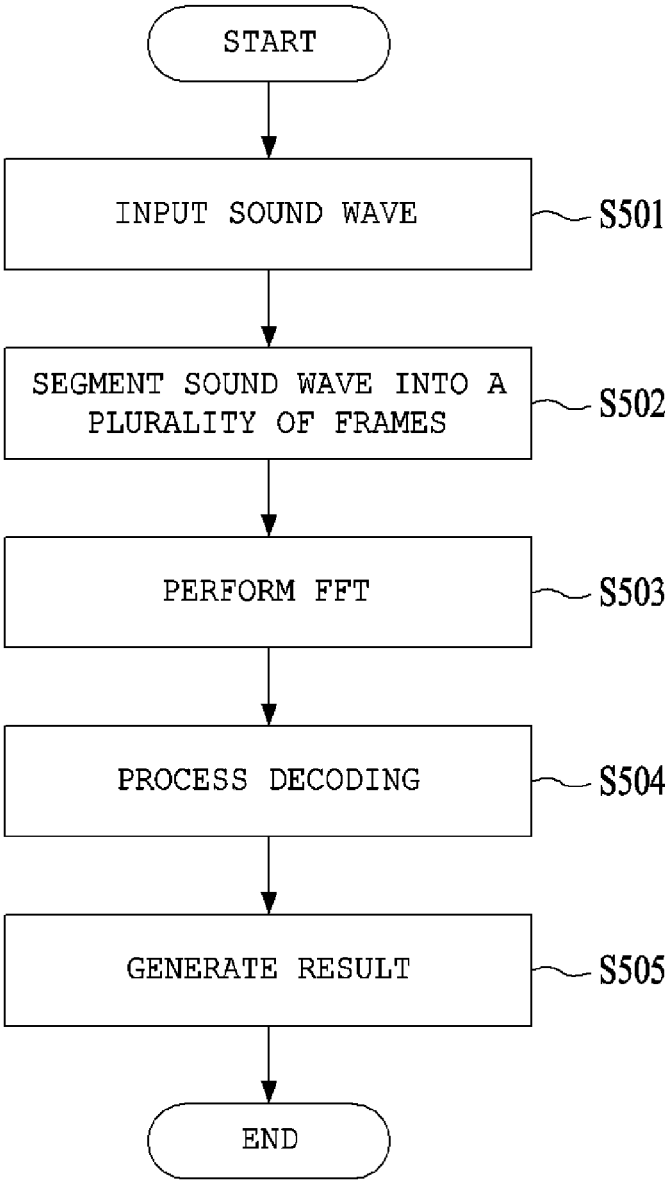 START
INPUT SOUND WAVE
S501
SEGMENT SOUND WAVE INTO A
PLURALITY OF FRAMES
S502
PERFORM FFT
S503
PROCESS DECODING
S504
GENERATE RESULT
S505
END